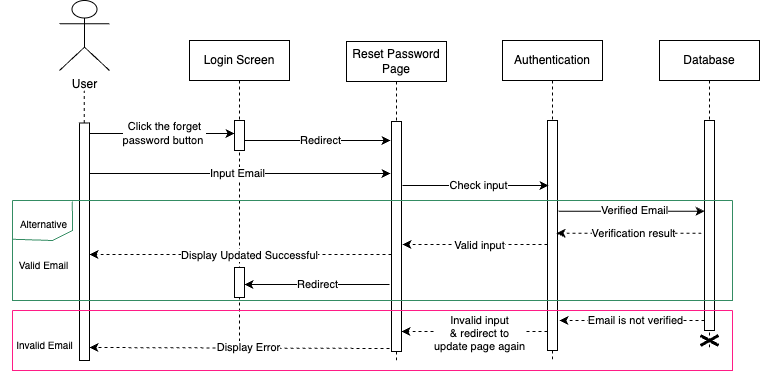 User
Login Screen
Reset Password
Page
Authentication
Database
Click the forget
password button
Redirect
Input Email
Check input
Alternative
Verified Email
Verification result
Valid input
Display Updated Successful
Valid Email
Redirect
Invalid input
& redirect to
update page again
Email is not verified
Invalid Email
Display Error